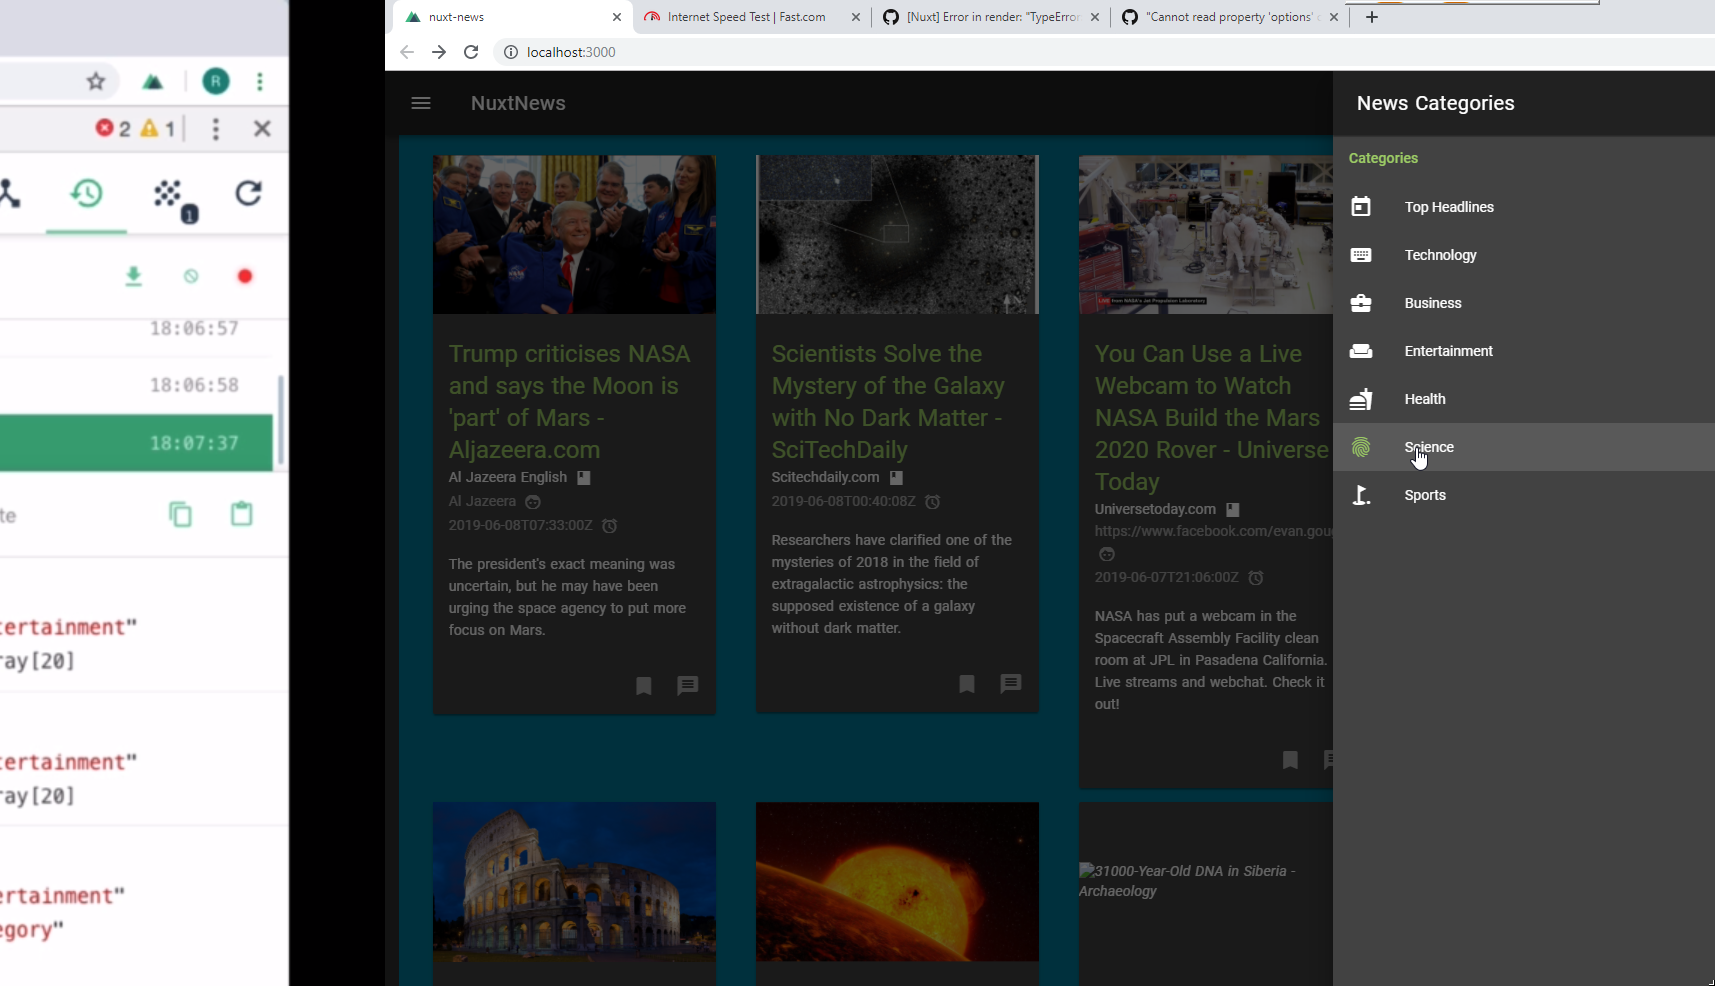 2 1
1
18:06:57
18:06:58
18:07:37
te
tertainment"
ray[20]
tertainment"
ray[20]
ertainment"
egory"
nuxt-news
Internet Speed Test | Fast.com
[Nuxt] Error in render: "TypeError
"Cannot read property 'options'
localhost:3000
NuxtNews
Trump criticises NASA
and says the Moon is
'part' of Mars -
Aljazeera.com
Al Jazeera English
Al Jazeera
2019-06-08T07:33:00Z
The president's exact meaning was
uncertain, but he may have been
urging the space agency to put more
focus on Mars.
Scientists Solve the
Mystery of the Galaxy
with No Dark Matter -
SciTechDaily
Scitechdaily.com
2019-06-08T00:40:08Z
Researchers have clarified one of the
mysteries of 2018 in the field of
extragalactic astrophysics: the
supposed existence of a galaxy
without dark matter.
LIVE from NASA's Jet Propulsion Laboratory
You Can Use a Live
Webcam to Watch
NASA Build the Mars
2020 Rover - Universe
Today
Universetoday.com
https://www.facebook.com/evan.gou
2019-06-07T21:06:00Z
NASA has put a webcam in the
Spacecraft Assembly Facility clean
room at JPL in Pasadena California.
Live streams and webchat. Check it
out!
31000-Year-Old DNA in Siberia -
Archaeology
News Categories
Categories
Top Headlines
Technology
Business
Entertainment
Health
Science
Sports
R